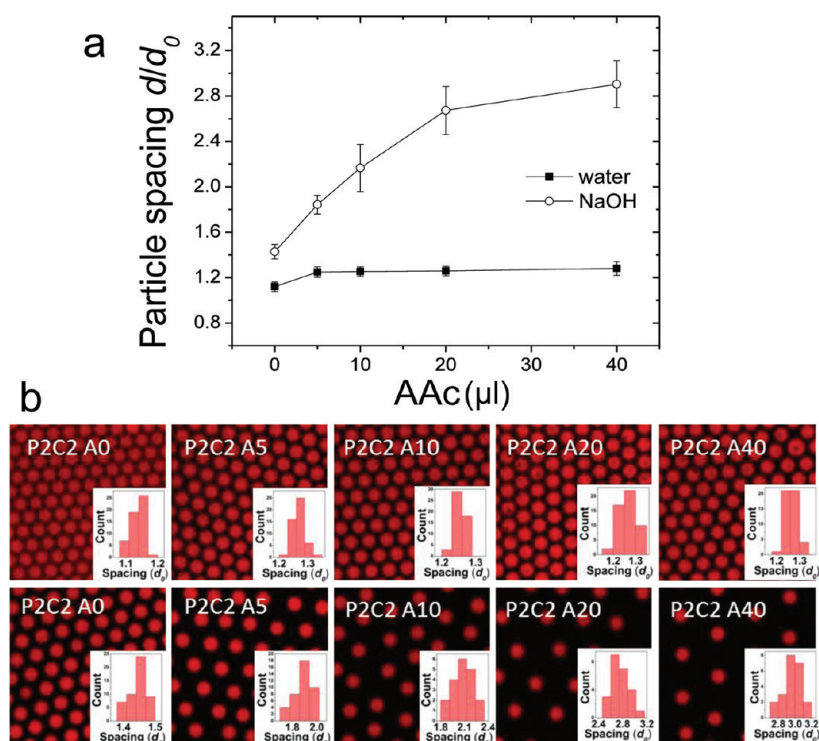 a
Particle spacing d/d0
3.2
2.8
2.4
2.0
1.6
1.2
0.8
water
NaOH
0 10 20 30 40
AAc (μl)
b
P2C2 A0 P2C2 A5 P2C2 A10 P2C2 A20 P2C2 A40
Count Count Count Count Count
1.1 1.2 1.2 1.3 1.2 1.3 1.2 1.3 1.2 1.3
Spacing (d0) Spacing (d0) Spacing (d0) Spacing (d0) Spacing (d0)
P2C2 A0 P2C2 A5 P2C2 A10 P2C2 A20 P2C2 A40
Count Count Count Count Count
1.4 1.5 1.8 2.0 1.8 2.1 2.4 2.4 2.8 3.2 2.8 3.0 3.2
Spacing (d0) Spacing (d0) Spacing (d0) Spacing (d0) Spacing (d0)